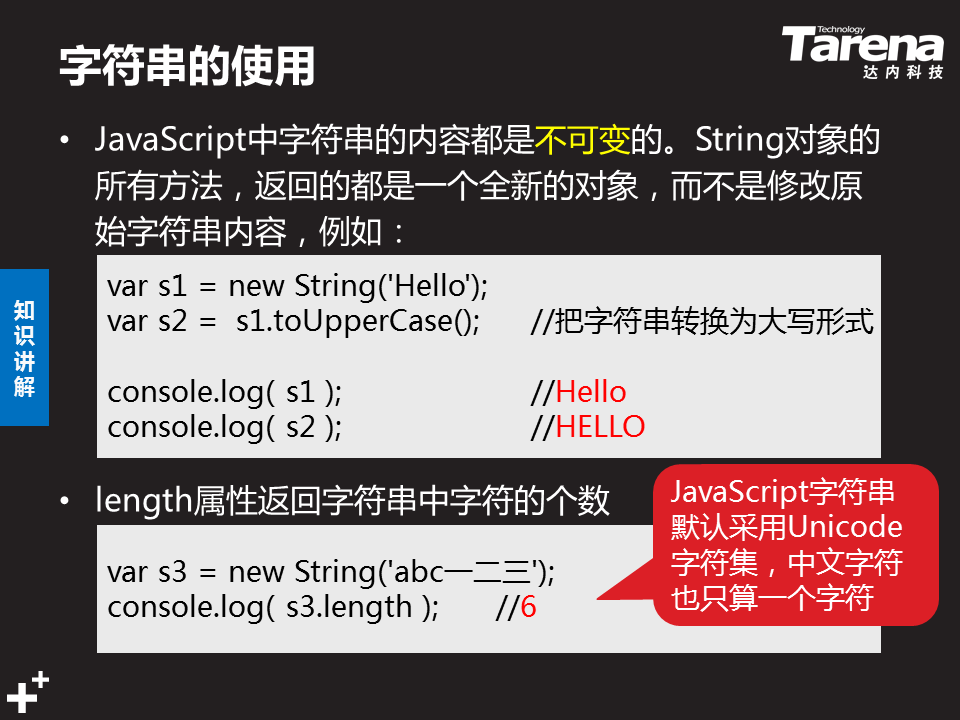 字符串的使用
Technology
Tarena
达内科技
• JavaScript中字符串的内容都是不可变的。String对象的
所有方法，返回的都是一个全新的对象，而不是修改原
始字符串内容，例如：
var s1 = new String('Hello');
var s2 =  s1.toUpperCase(); //把字符串转换为大写形式
console.log( s1 ); //Hello
console.log( s2 ); //HELLO
知
识
讲
解
• length属性返回字符串中字符的个数
var s3 = new String('abc一二三');
console.log( s3.length ); //6
JavaScript字符串
默认采用Unicode
字符集，中文字符
也只算一个字符